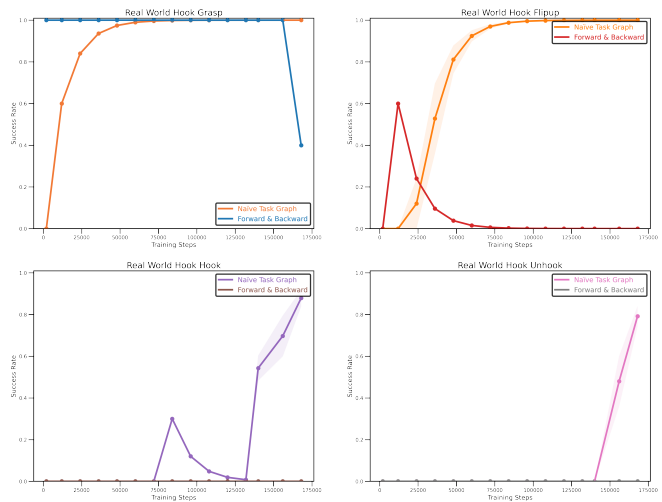 Real World Hook Grasp
Success Rate
1.0
0.8
0.6
0.4
0.2
0.0
Naive Task Graph
Forward & Backward
0 25000 50000 75000 100000 125000 150000 175000
Training Steps
Real World Hook Flipup
Success Rate
1.0
0.8
0.6
0.4
0.2
0.0
Naive Task Graph
Forward & Backward
0 25000 50000 75000 100000 125000 150000 175000
Training Steps
Real World Hook Hook
Success Rate
1.0
0.8
0.6
0.4
0.2
0.0
Naive Task Graph
Forward & Backward
0 25000 50000 75000 100000 125000 150000 175000
Training Steps
Real World Hook Unhook
Success Rate
1.0
0.8
0.6
0.4
0.2
0.0
Naive Task Graph
Forward & Backward
0 25000 50000 75000 100000 125000 150000 175000
Training Steps